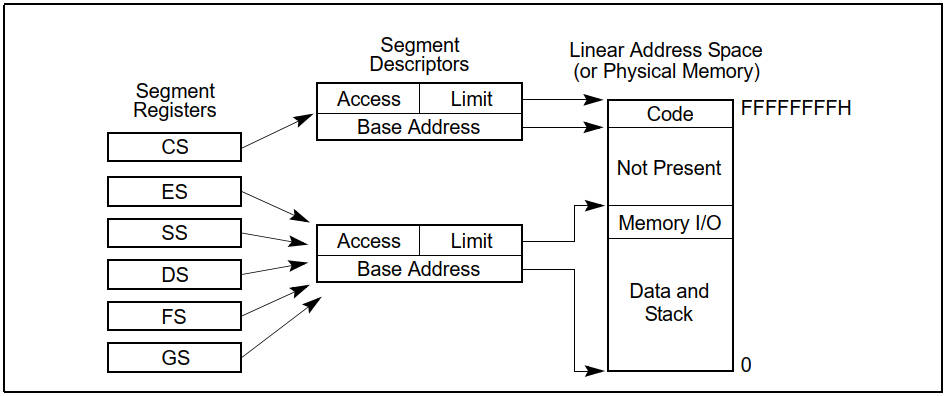 Segment
Registers
CS
ES
SS
DS
FS
GS
Segment
Descriptors
Access
Limit
Base Address
Access
Limit
Base Address
Linear Address Space
(or Physical Memory)
Code
FFFFFFFFH
Not Present
Memory I/O
Data and
Stack
0